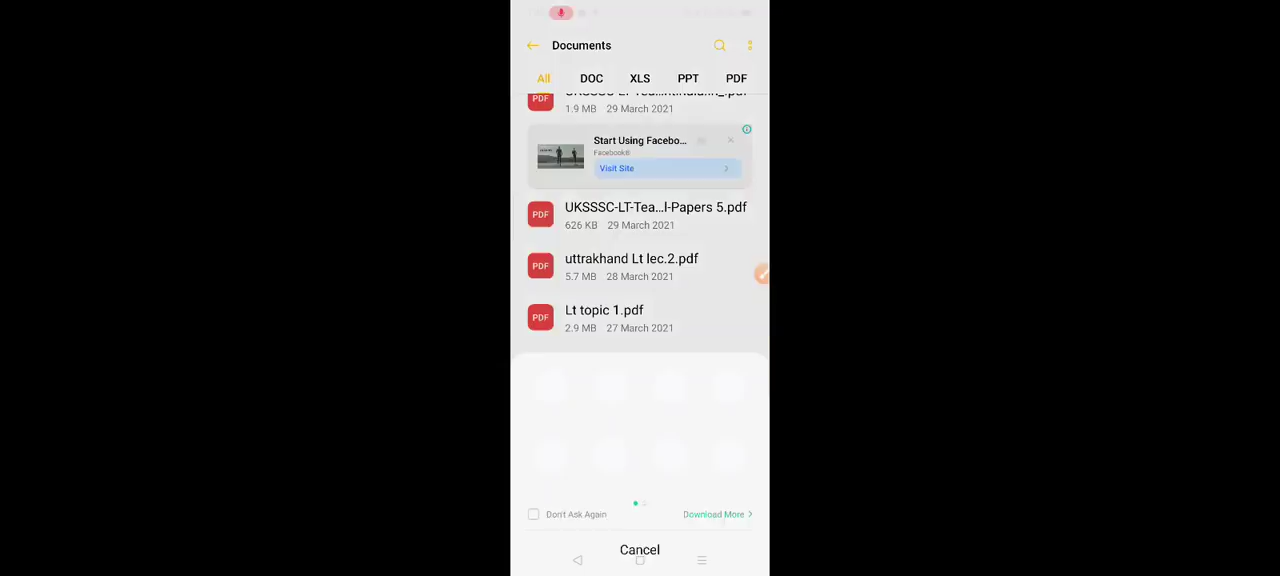 Documents
All DOC XLS PPT PDF
PDF
1.9 MB 29 March 2021
Start Using Facebo...
Facebook®
Visit Site
PDF UKSSSC-LT-Tea...l-Papers 5.pdf
626 KB 29 March 2021
PDF uttrakhand Lt lec.2.pdf
5.7 MB 28 March 2021
PDF Lt topic 1.pdf
2.9 MB 27 March 2021
Don't Ask Again Download More
Cancel